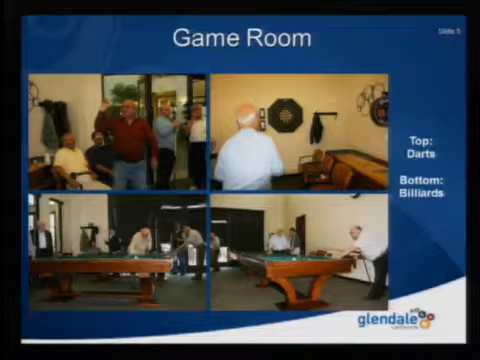 Game Room
Slide 5
Top:
Darts
Bottom:
Billiards
glendale